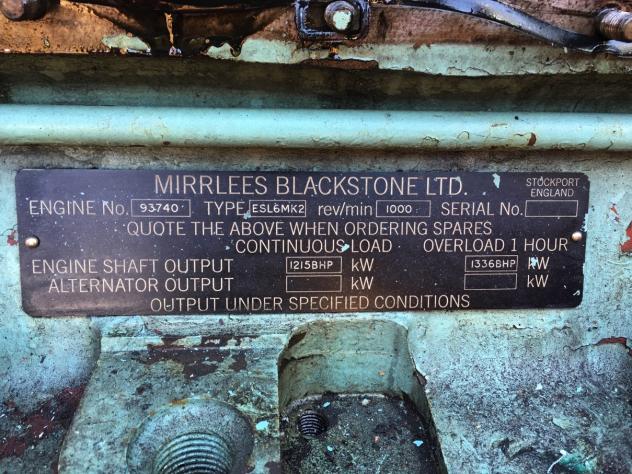 MIRRLEES BLACKSTONE LTD. STOCKPORT ENGLAND
ENGINE No. 93740 TYPE ESL6MK2 rev/min 1000 SERIAL No.
QUOTE THE ABOVE WHEN ORDERING SPARES
CONTINUOUS LOAD OVERLOAD 1 HOUR
ENGINE SHAFT OUTPUT 1215BHP kW 1336BHP kW
ALTERNATOR OUTPUT kW kW
OUTPUT UNDER SPECIFIED CONDITIONS